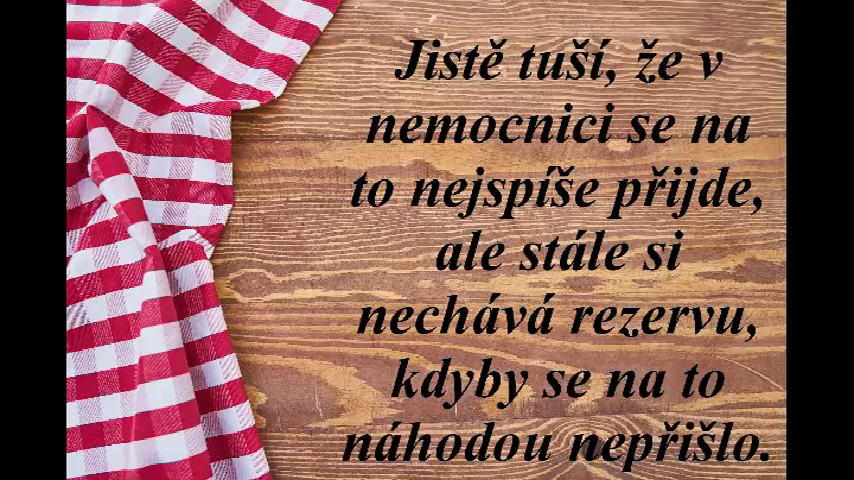 Jistě tuší, že v
nemocnici se na
to nejspíše přijde,
ale stále si
nechává rezervu,
kdyby se na to
náhodou nepřišlo.